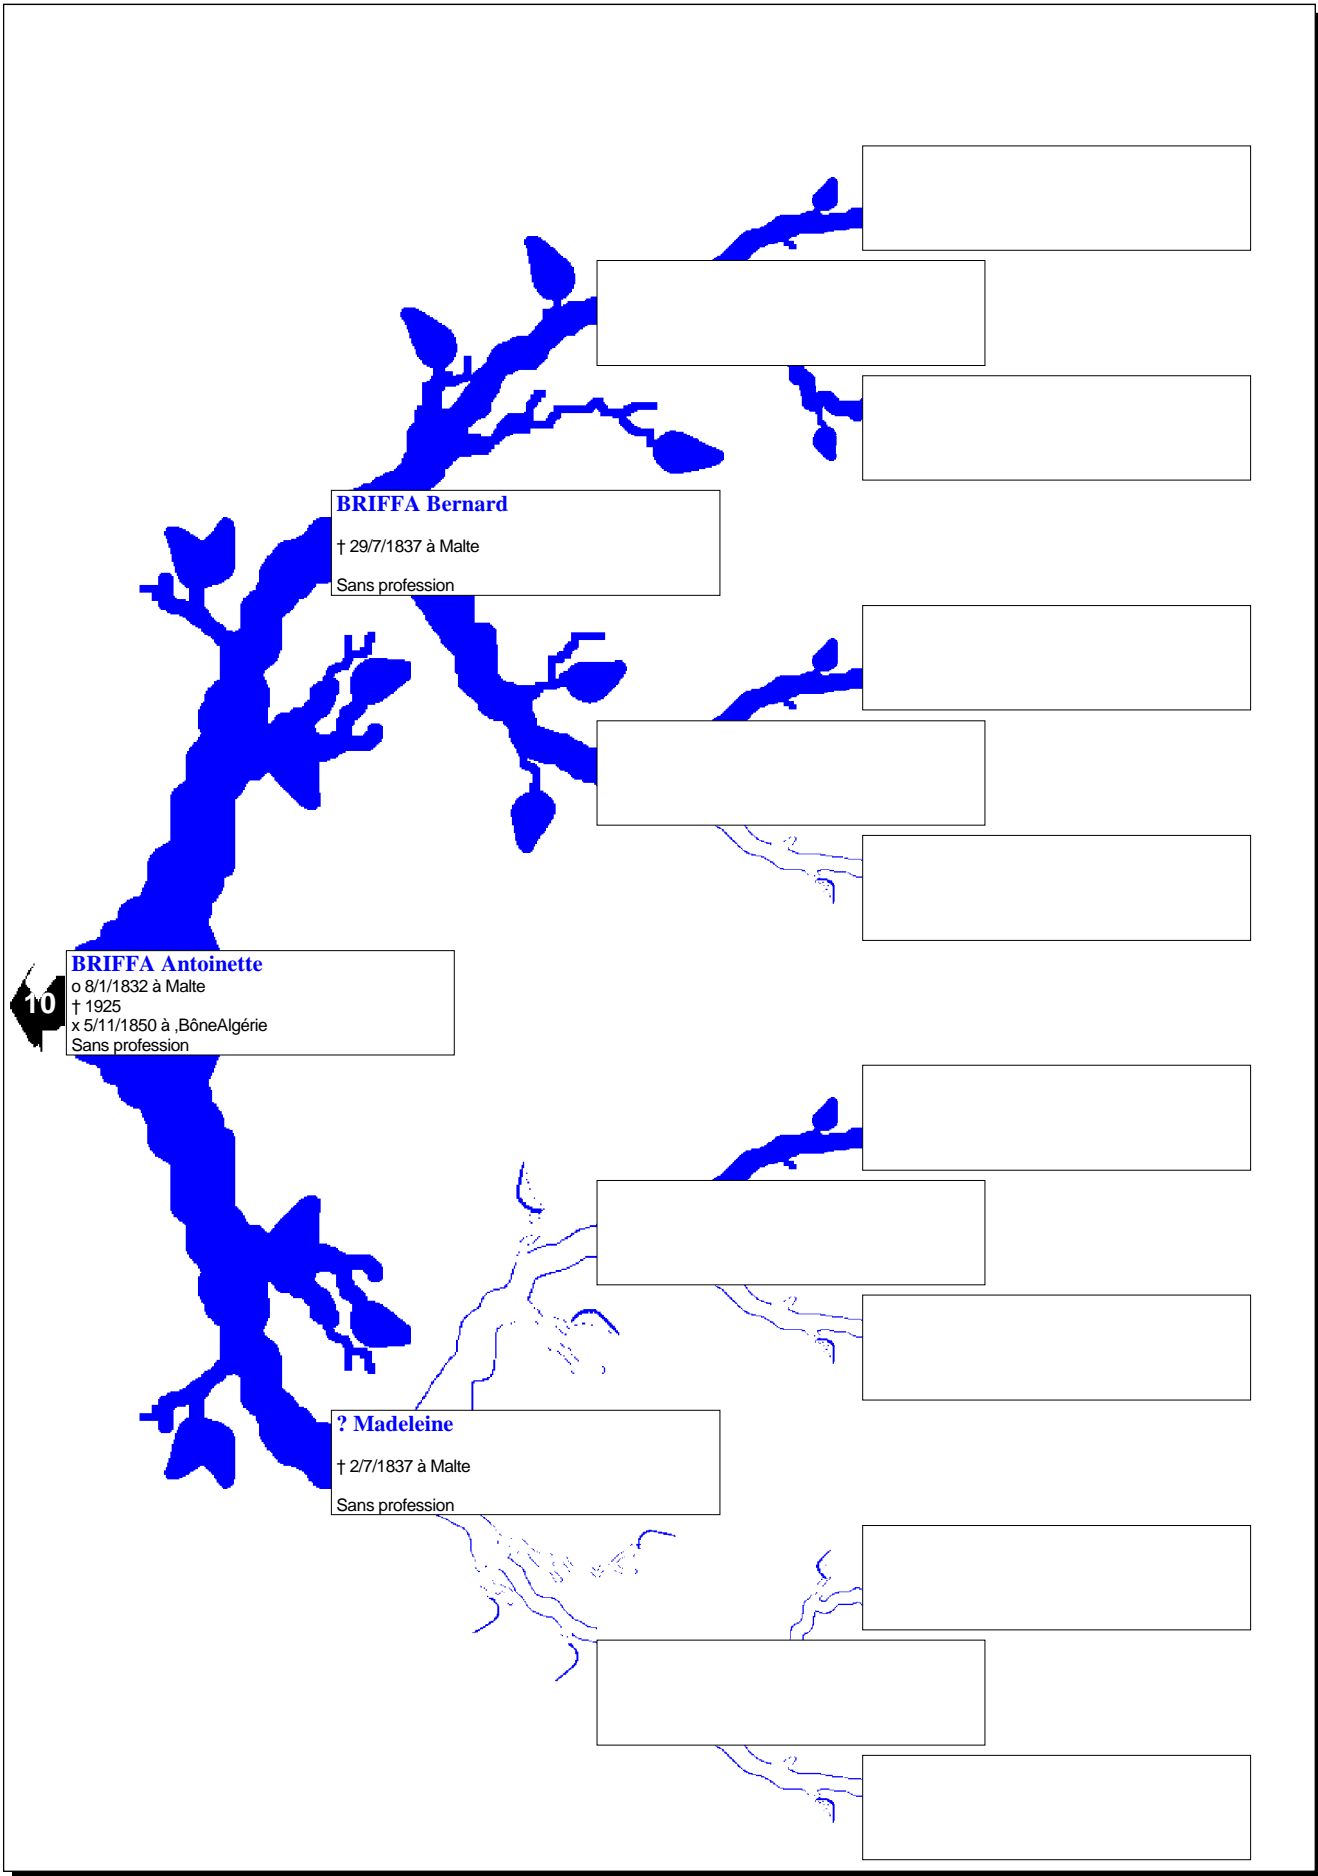 BRIFFA Bernard
† 29/7/1837 à Malte
Sans profession
10
BRIFFA Antoinette
o 8/1/1832 à Malte
† 1925
x 5/11/1850 à ,BôneAlgérie
Sans profession
? Madeleine
† 2/7/1837 à Malte
Sans profession